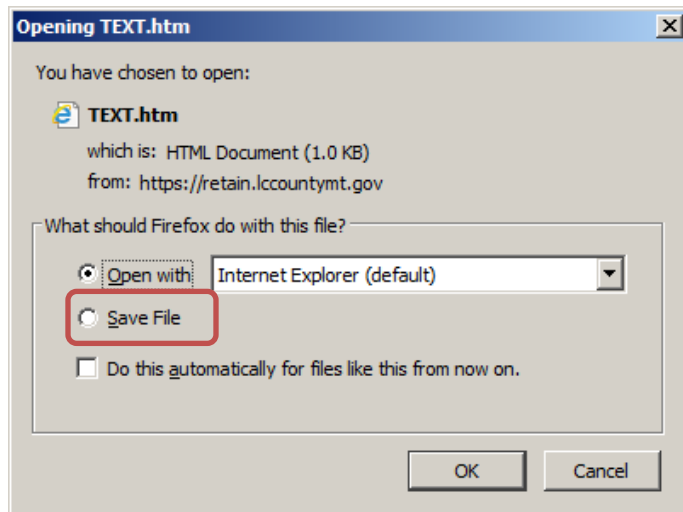 Opening TEXT.htm
You have chosen to open:
TEXT.htm
which is: HTML Document (1.0 KB)
from: https://retain.lccountymt.gov
What should Firefox do with this file?
Open with Internet Explorer (default)
Save File
Do this automatically for files like this from now on.
OK Cancel